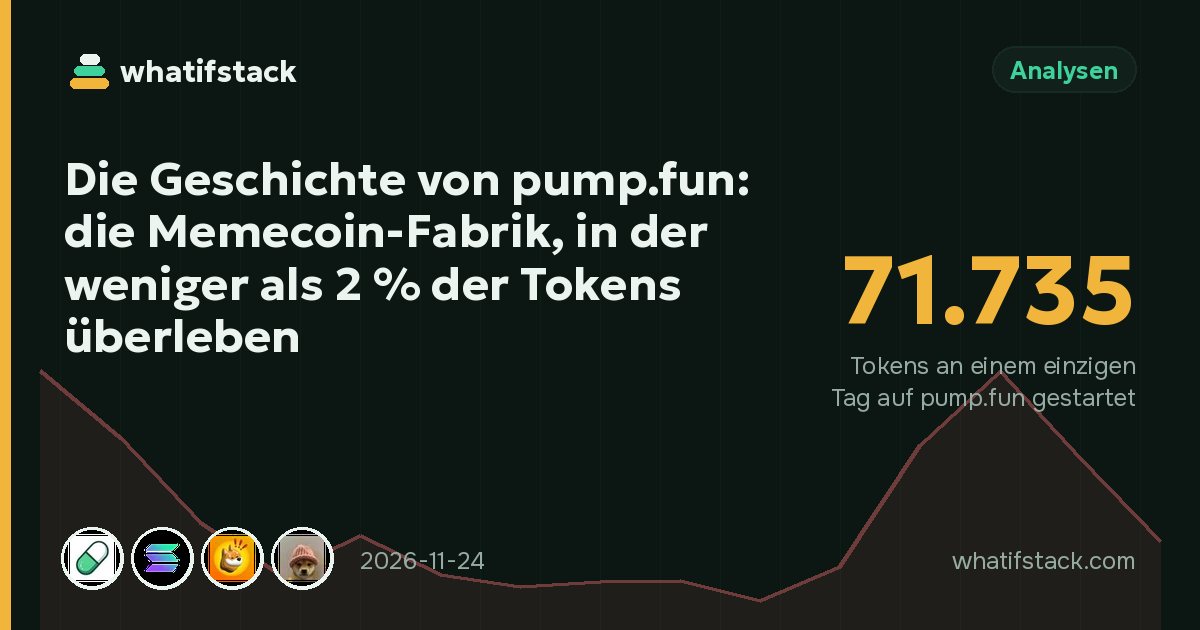 whatifstack
Analysen
Die Geschichte von pump.fun:
die Memecoin-Fabrik, in der
weniger als 2 % der Tokens
überleben
71.735
Tokens an einem einzigen
Tag auf pump.fun gestartet
2026-11-24
whatifstack.com